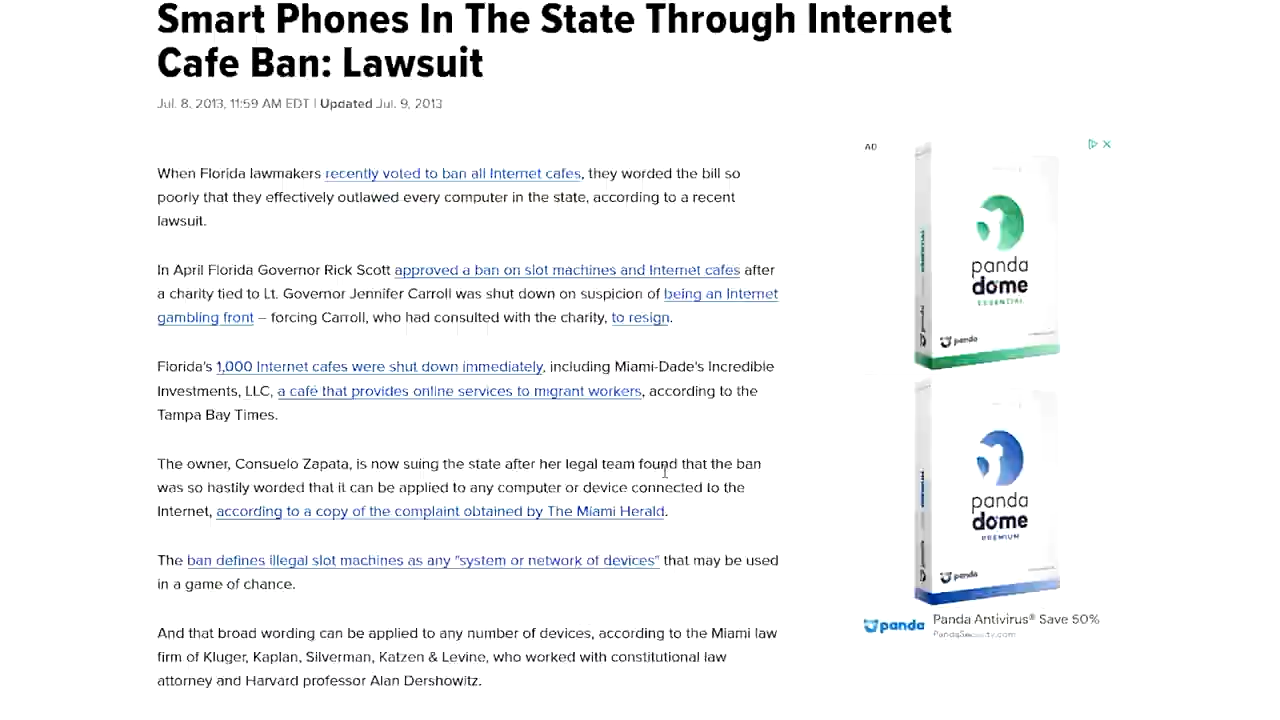 Smart Phones In The State Through Internet
Cafe Ban: Lawsuit
Jul. 8, 2013, 11:59 AM EDT | Updated Jul. 9, 2013
When Florida lawmakers recently voted to ban all Internet cafes, they worded the bill so
poorly that they effectively outlawed every computer in the state, according to a recent
lawsuit.
In April Florida Governor Rick Scott approved a ban on slot machines and Internet cafes after
a charity tied to Lt. Governor Jennifer Carroll was shut down on suspicion of being an Internet
gambling front – forcing Carroll, who had consulted with the charity, to resign.
Florida's 1,000 Internet cafes were shut down immediately, including Miami-Dade's Incredible
Investments, LLC, a café that provides online services to migrant workers, according to the
Tampa Bay Times.
The owner, Consuelo Zapata, is now suing the state after her legal team found that the ban
was so hastily worded that it can be applied to any computer or device connected to the
Internet, according to a copy of the complaint obtained by The Miami Herald.
The ban defines illegal slot machines as any "system or network of devices" that may be used
in a game of chance.
And that broad wording can be applied to any number of devices, according to the Miami law
firm of Kluger, Kaplan, Silverman, Katzen & Levine, who worked with constitutional law
attorney and Harvard professor Alan Dershowitz.
AD
panda
dome
ESSENTIAL
panda
panda
dome
PREMIUM
panda
panda
Panda Antivirus® Save 50%
PandaSecurity.com